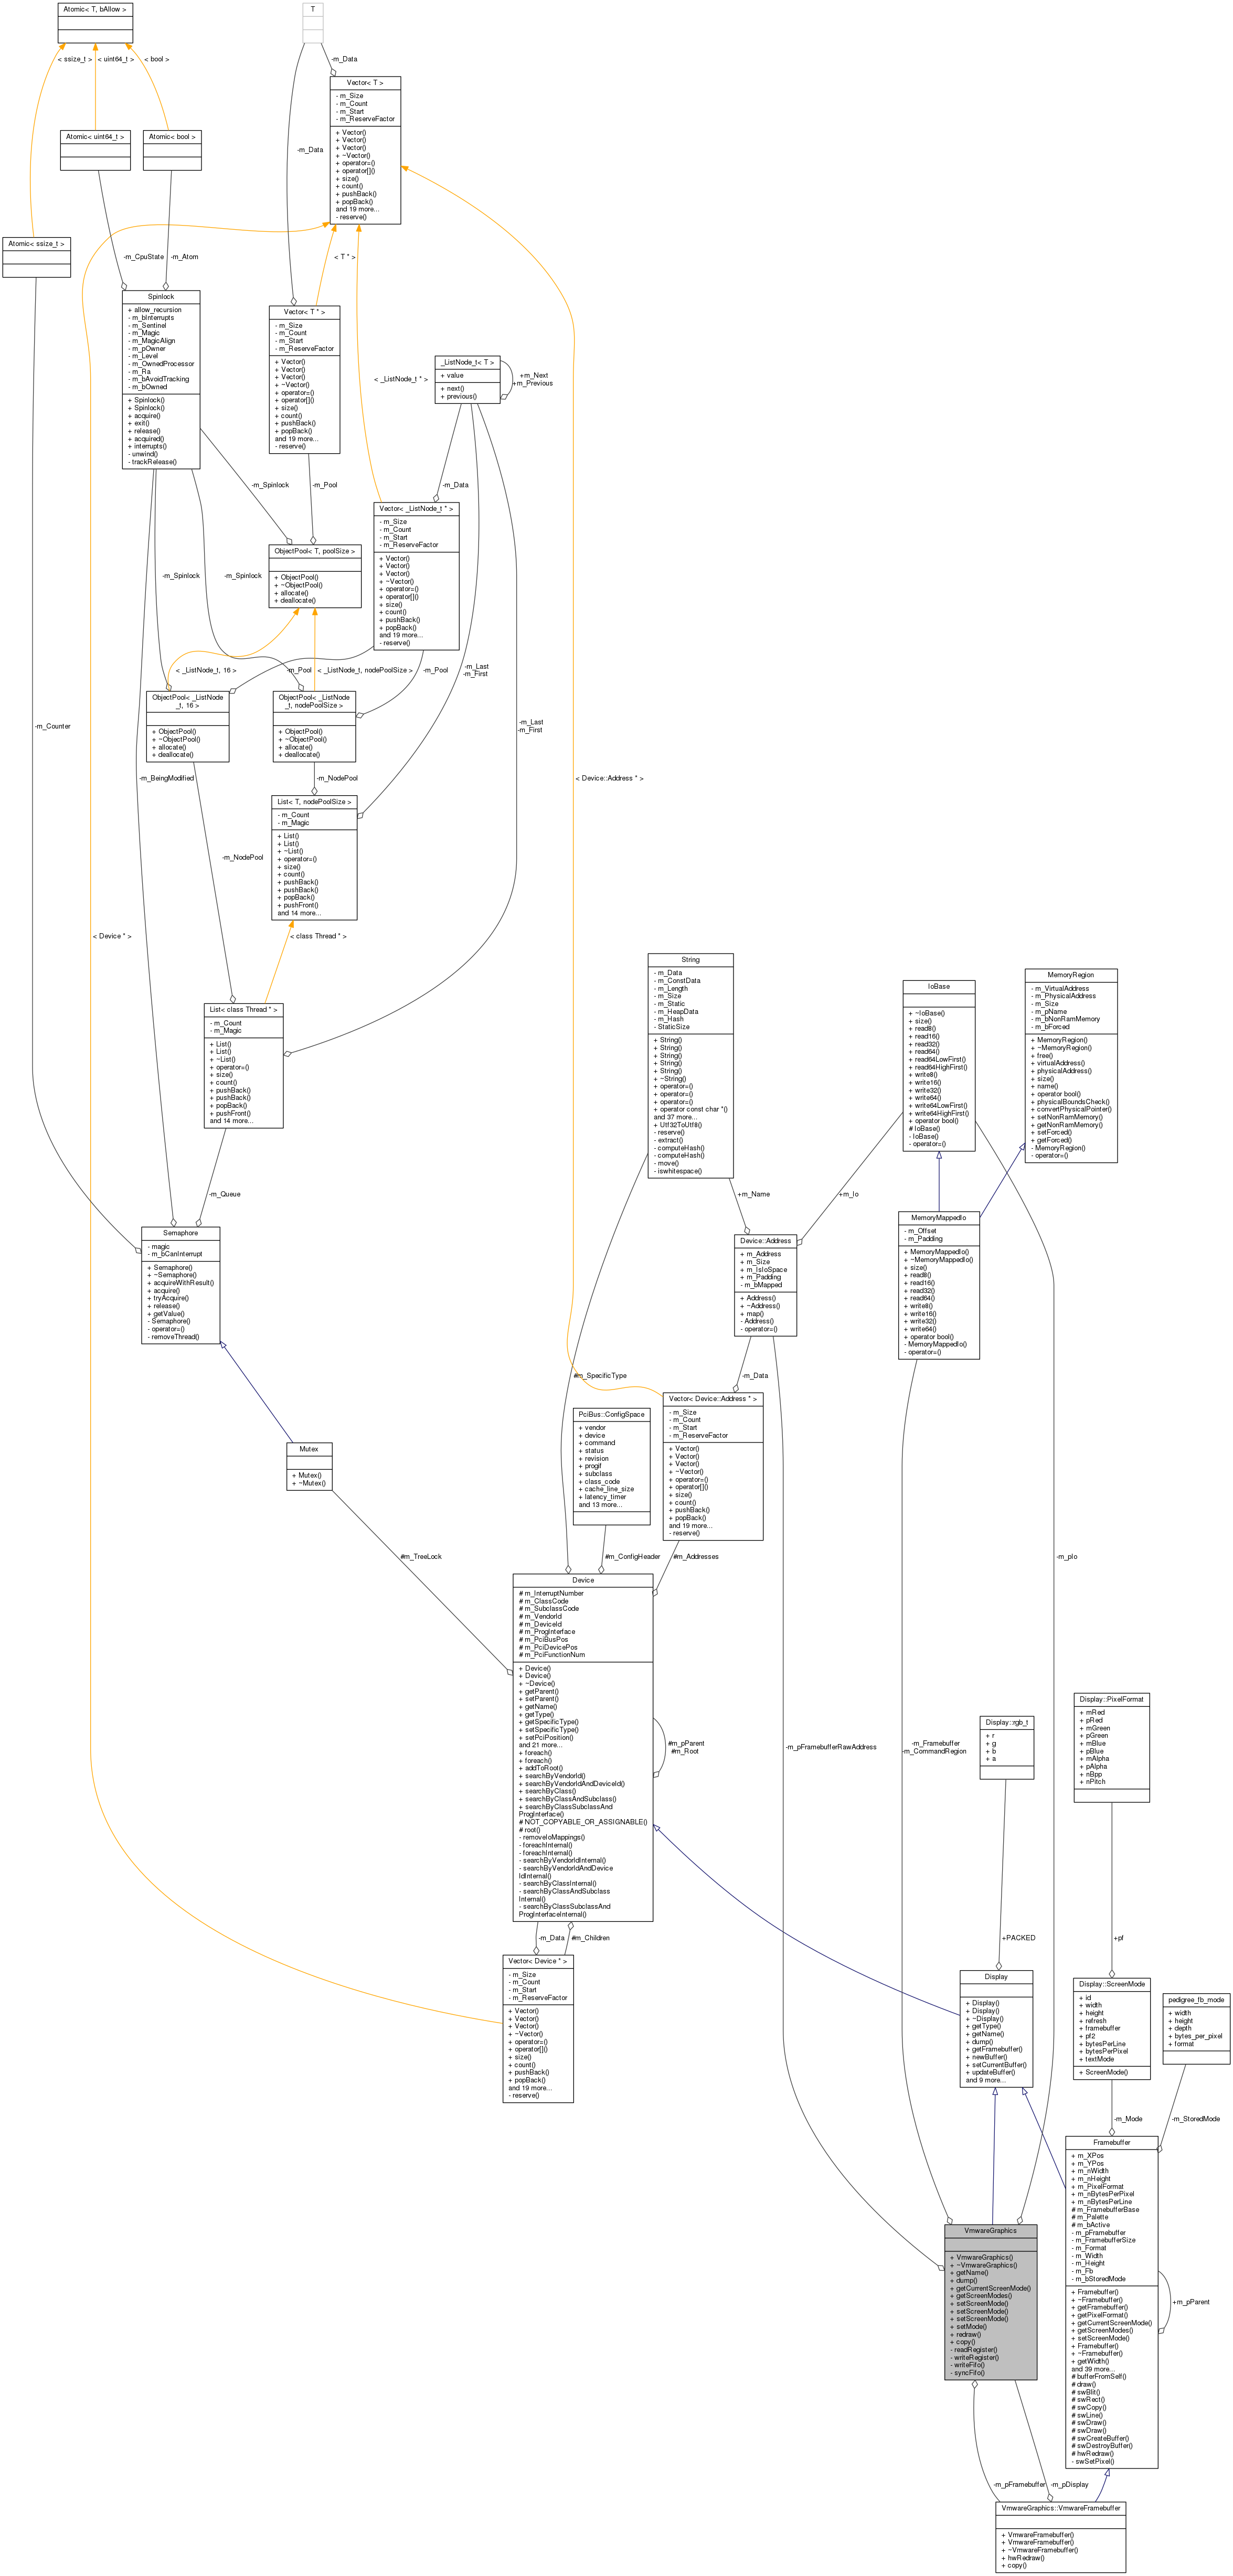 Atomic< T, bAllow >
T
-m_Data
< ssize_t >
< uint64_t >
< bool >
Vector< T >
- m_Size
- m_Count
- m_Start
- m_ReserveFactor
+ Vector()
+ Vector()
+ Vector()
+ ~Vector()
+ operator=()
+ operator[]()
+ size()
+ count()
+ pushBack()
+ popBack()
and 19 more...
- reserve()
Atomic< uint64_t >
Atomic< bool >
-m_Data
Atomic< ssize_t >
-m_CpuState
-m_Atom
< T * >
Spinlock
+ allow_recursion
- m_bInterrupts
- m_Sentinel
- m_Magic
- m_MagicAlign
- m_pOwner
- m_Level
- m_OwnedProcessor
- m_Ra
- m_bAvoidTracking
- m_bOwned
+ Spinlock()
+ Spinlock()
+ acquire()
+ exit()
+ release()
+ acquired()
+ interrupts()
- unwind()
- trackRelease()
Vector< T * >
- m_Size
- m_Count
- m_Start
- m_ReserveFactor
+ Vector()
+ Vector()
+ Vector()
+ ~Vector()
+ operator=()
+ operator[]()
+ size()
+ count()
+ pushBack()
+ popBack()
and 19 more...
- reserve()
< _ListNode_t * >
_ListNode_t< T >
+ value
+ next()
+ previous()
+m_Next
+m_Previous
-m_Spinlock
-m_Pool
-m_Data
Vector< _ListNode_t * >
- m_Size
- m_Count
- m_Start
- m_ReserveFactor
+ Vector()
+ Vector()
+ Vector()
+ ~Vector()
+ operator=()
+ operator[]()
+ size()
+ count()
+ pushBack()
+ popBack()
and 19 more...
- reserve()
ObjectPool< T, poolSize >
+ ObjectPool()
+ ~ObjectPool()
+ allocate()
+ deallocate()
-m_Spinlock
-m_Spinlock
< _ListNode_t, 16 >
-m_Pool
< _ListNode_t, nodePoolSize >
-m_Pool
-m_Last
-m_First
ObjectPool< _ListNode
_t, 16 >
+ ObjectPool()
+ ~ObjectPool()
+ allocate()
+ deallocate()
ObjectPool< _ListNode
_t, nodePoolSize >
+ ObjectPool()
+ ~ObjectPool()
+ allocate()
+ deallocate()
-m_Counter
-m_Last
-m_First
-m_BeingModified
-m_NodePool
< Device::Address * >
List< T, nodePoolSize >
- m_Count
- m_Magic
+ List()
+ List()
+ ~List()
+ operator=()
+ size()
+ count()
+ pushBack()
+ pushBack()
+ popBack()
+ pushFront()
and 14 more...
-m_NodePool
< Device * >
< class Thread * >
List< class Thread * >
- m_Count
- m_Magic
+ List()
+ List()
+ ~List()
+ operator=()
+ size()
+ count()
+ pushBack()
+ pushBack()
+ popBack()
+ pushFront()
and 14 more...
String
- m_Data
- m_ConstData
- m_Length
- m_Size
- m_Static
- m_HeapData
- m_Hash
- StaticSize
+ String()
+ String()
+ String()
+ String()
+ String()
+ ~String()
+ operator=()
+ operator=()
+ operator=()
+ operator const char *()
and 37 more...
+ Utf32ToUtf8()
- reserve()
- extract()
- computeHash()
- computeHash()
- move()
- iswhitespace()
IoBase
+ ~IoBase()
+ size()
+ read8()
+ read16()
+ read32()
+ read64()
+ read64LowFirst()
+ read64HighFirst()
+ write8()
+ write16()
+ write32()
+ write64()
+ write64LowFirst()
+ write64HighFirst()
+ operator bool()
# IoBase()
- IoBase()
- operator=()
MemoryRegion
- m_VirtualAddress
- m_PhysicalAddress
- m_Size
- m_pName
- m_bNonRamMemory
- m_bForced
+ MemoryRegion()
+ ~MemoryRegion()
+ free()
+ virtualAddress()
+ physicalAddress()
+ size()
+ name()
+ operator bool()
+ physicalBoundsCheck()
+ convertPhysicalPointer()
+ setNonRamMemory()
+ getNonRamMemory()
+ setForced()
+ getForced()
- MemoryRegion()
- operator=()
-m_Queue
+m_Name
+m_Io
Semaphore
- magic
- m_bCanInterrupt
+ Semaphore()
+ ~Semaphore()
+ acquireWithResult()
+ acquire()
+ tryAcquire()
+ release()
+ getValue()
- Semaphore()
- operator=()
- removeThread()
Device::Address
+ m_Address
+ m_Size
+ m_IsIoSpace
+ m_Padding
- m_bMapped
+ Address()
+ ~Address()
+ map()
- Address()
- operator=()
MemoryMappedIo
- m_Offset
- m_Padding
+ MemoryMappedIo()
+ ~MemoryMappedIo()
+ size()
+ read8()
+ read16()
+ read32()
+ read64()
+ write8()
+ write16()
+ write32()
+ write64()
+ operator bool()
- MemoryMappedIo()
- operator=()
#m_SpecificType
-m_Data
PciBus::ConfigSpace
+ vendor
+ device
+ command
+ status
+ revision
+ progif
+ subclass
+ class_code
+ cache_line_size
+ latency_timer
and 13 more...
Vector< Device::Address * >
- m_Size
- m_Count
- m_Start
- m_ReserveFactor
+ Vector()
+ Vector()
+ Vector()
+ ~Vector()
+ operator=()
+ operator[]()
+ size()
+ count()
+ pushBack()
+ popBack()
and 19 more...
- reserve()
Mutex
+ Mutex()
+ ~Mutex()
#m_TreeLock
#m_ConfigHeader
#m_Addresses
-m_pIo
Device
# m_InterruptNumber
# m_ClassCode
# m_SubclassCode
# m_VendorId
# m_DeviceId
# m_ProgInterface
# m_PciBusPos
# m_PciDevicePos
# m_PciFunctionNum
+ Device()
+ Device()
+ ~Device()
+ getParent()
+ setParent()
+ getName()
+ getType()
+ getSpecificType()
+ setSpecificType()
+ setPciPosition()
and 21 more...
+ foreach()
+ foreach()
+ addToRoot()
+ searchByVendorId()
+ searchByVendorIdAndDeviceId()
+ searchByClass()
+ searchByClassAndSubclass()
+ searchByClassSubclassAnd
ProgInterface()
# NOT_COPYABLE_OR_ASSIGNABLE()
# root()
- removeIoMappings()
- foreachInternal()
- foreachInternal()
- searchByVendorIdInternal()
- searchByVendorIdAndDevice
IdInternal()
- searchByClassInternal()
- searchByClassAndSubclass
Internal()
- searchByClassSubclassAnd
ProgInterfaceInternal()
#m_pParent
#m_Root
-m_pFramebufferRawAddress
-m_Framebuffer
-m_CommandRegion
Display::rgb_t
+ r
+ g
+ b
+ a
Display::PixelFormat
+ mRed
+ pRed
+ mGreen
+ pGreen
+ mBlue
+ pBlue
+ mAlpha
+ pAlpha
+ nBpp
+ nPitch
-m_Data
#m_Children
+PACKED
+pf
Vector< Device * >
- m_Size
- m_Count
- m_Start
- m_ReserveFactor
+ Vector()
+ Vector()
+ Vector()
+ ~Vector()
+ operator=()
+ operator[]()
+ size()
+ count()
+ pushBack()
+ popBack()
and 19 more...
- reserve()
Display
+ Display()
+ Display()
+ ~Display()
+ getType()
+ getName()
+ dump()
+ getFramebuffer()
+ newBuffer()
+ setCurrentBuffer()
+ updateBuffer()
and 9 more...
Display::ScreenMode
+ id
+ width
+ height
+ refresh
+ framebuffer
+ pf2
+ bytesPerLine
+ bytesPerPixel
+ textMode
+ ScreenMode()
pedigree_fb_mode
+ width
+ height
+ depth
+ bytes_per_pixel
+ format
-m_Mode
-m_StoredMode
Framebuffer
+ m_XPos
+ m_YPos
+ m_nWidth
+ m_nHeight
+ m_PixelFormat
+ m_nBytesPerPixel
+ m_nBytesPerLine
# m_FramebufferBase
# m_Palette
# m_bActive
- m_pFramebuffer
- m_FramebufferSize
- m_Format
- m_Width
- m_Height
- m_Fb
- m_bStoredMode
+ Framebuffer()
+ ~Framebuffer()
+ getFramebuffer()
+ getPixelFormat()
+ getCurrentScreenMode()
+ getScreenModes()
+ setScreenMode()
+ Framebuffer()
+ ~Framebuffer()
+ getWidth()
and 39 more...
# bufferFromSelf()
# draw()
# swBlit()
# swRect()
# swCopy()
# swLine()
# swDraw()
# swDraw()
# swCreateBuffer()
# swDestroyBuffer()
# hwRedraw()
- swSetPixel()
+m_pParent
VmwareGraphics
+ VmwareGraphics()
+ ~VmwareGraphics()
+ getName()
+ dump()
+ getCurrentScreenMode()
+ getScreenModes()
+ setScreenMode()
+ setScreenMode()
+ setScreenMode()
+ setMode()
+ redraw()
+ copy()
- readRegister()
- writeRegister()
- writeFifo()
- syncFifo()
-m_pFramebuffer
-m_pDisplay
VmwareGraphics::VmwareFramebuffer
+ VmwareFramebuffer()
+ VmwareFramebuffer()
+ ~VmwareFramebuffer()
+ hwRedraw()
+ copy()